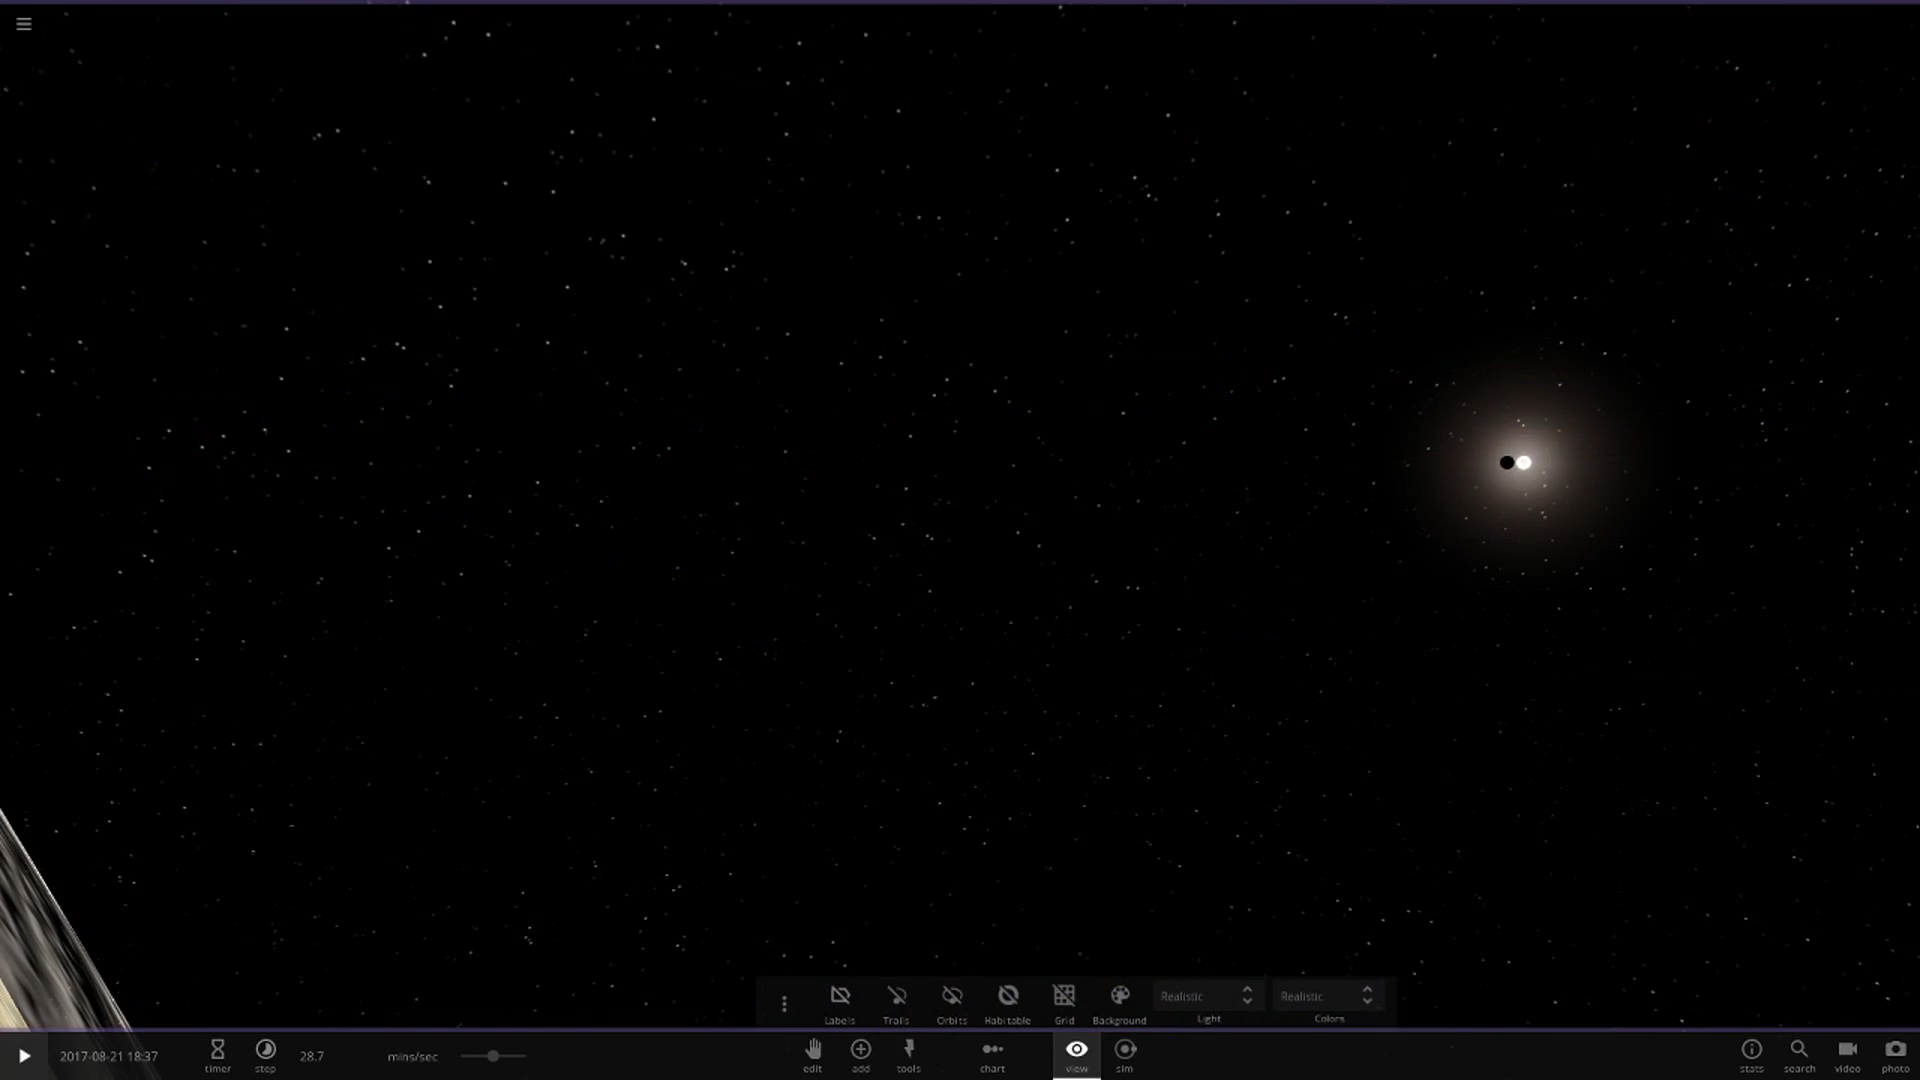 Labels Trails Orbits Habitable Grid Background Realistic Light Realistic Colors
2017-08-21 18:37 timer step 28.7 mins/sec edit add tools chart view sim stats search video photo